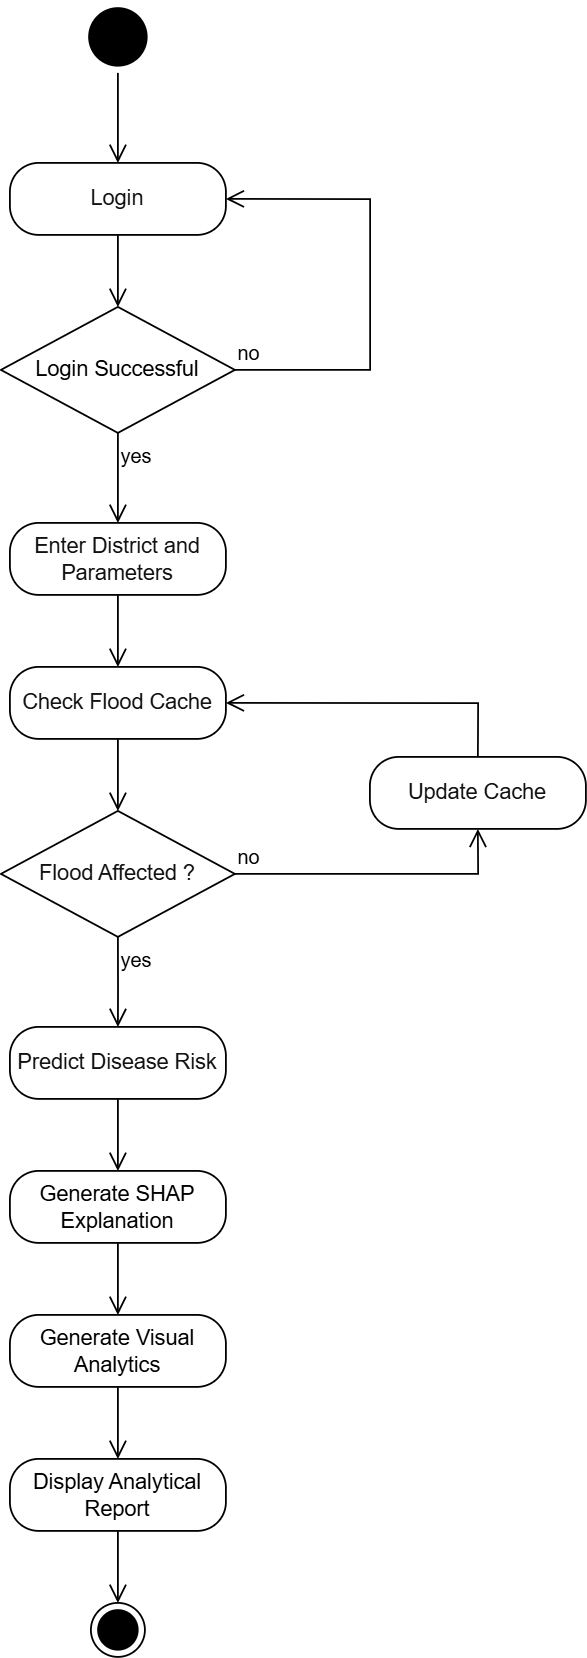 Login
no
Login Successful
yes
Enter District and
Parameters
Check Flood Cache
Update Cache
no
Flood Affected ?
yes
Predict Disease Risk
Generate SHAP
Explanation
Generate Visual
Analytics
Display Analytical
Report